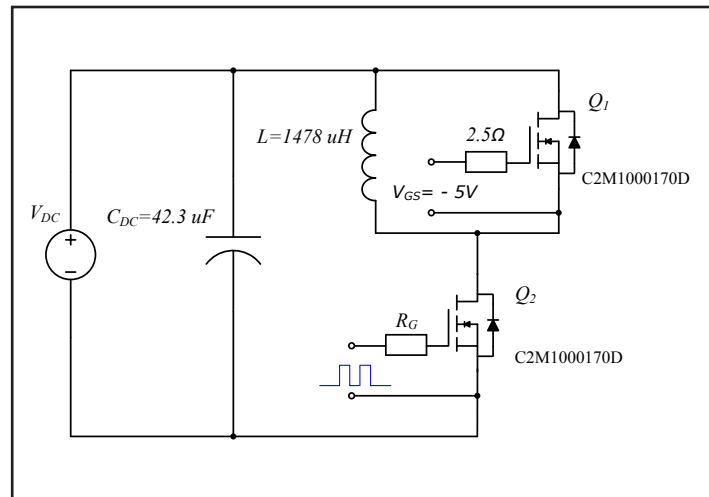 Q1
L=1478 uH
2.5Ω
C2M1000170D
VGS= - 5V
VDC
CDC=42.3 uF
+
−
Q2
RG
C2M1000170D